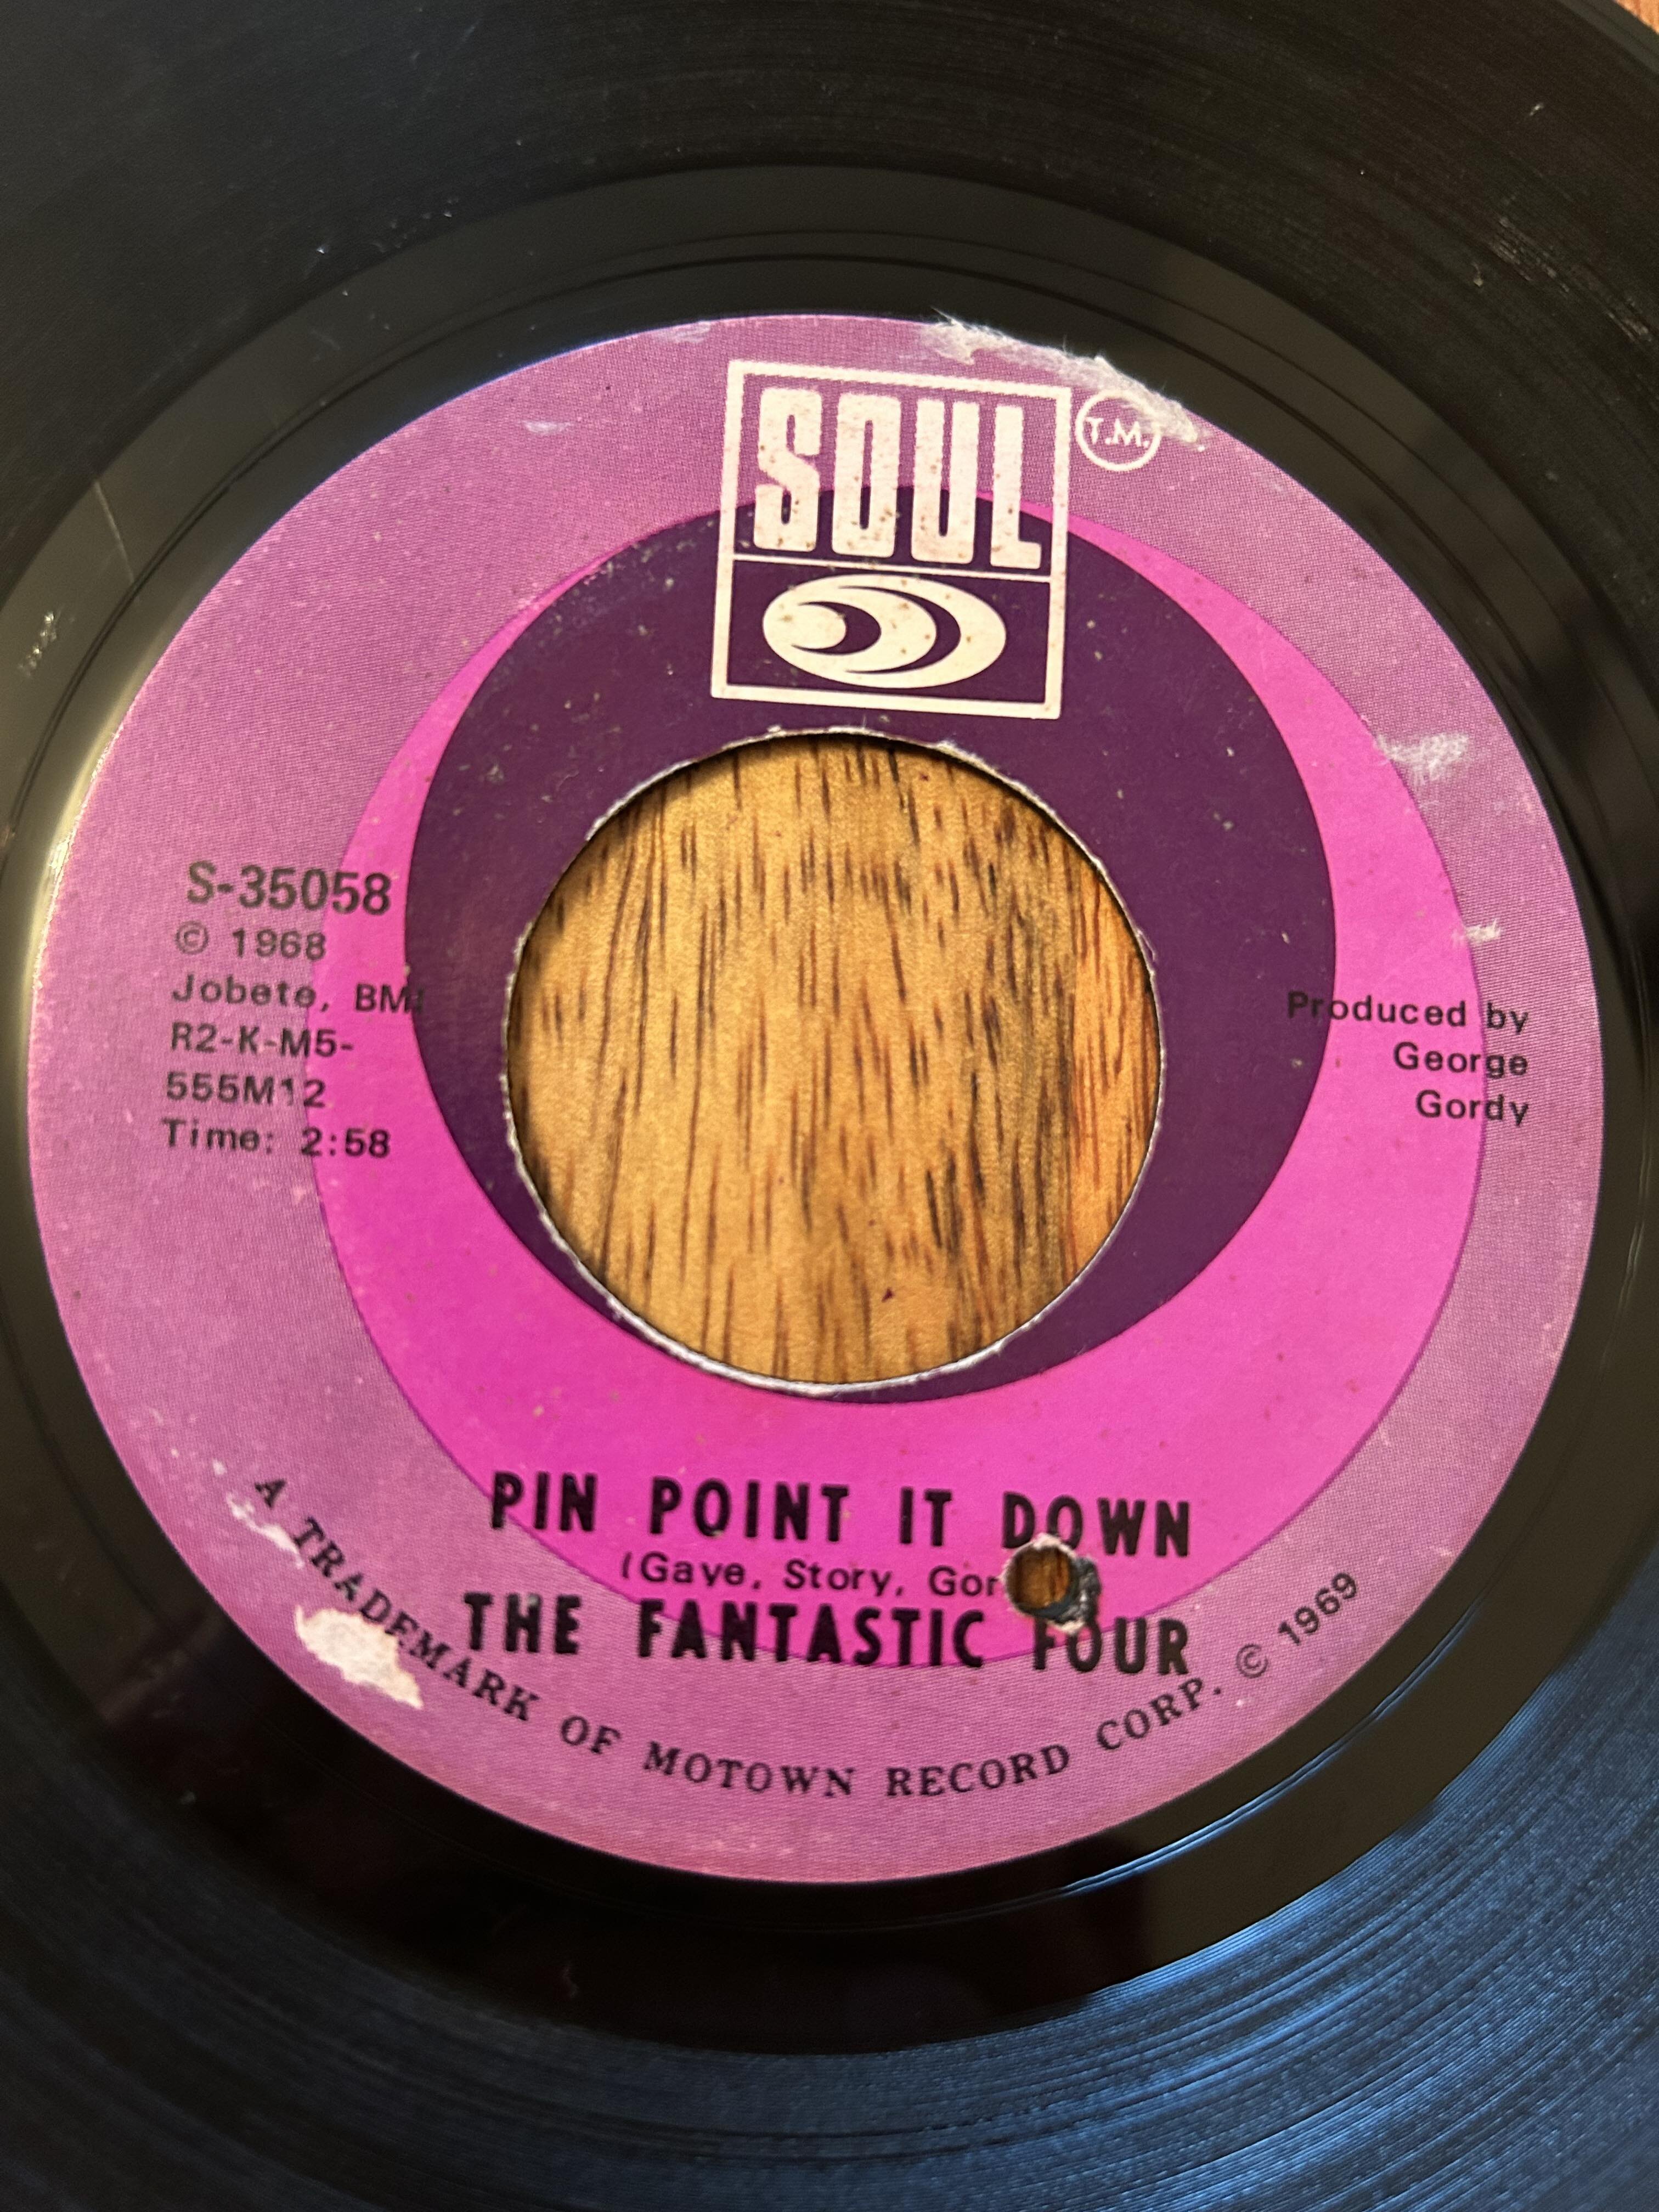 SOUL
T.M.
S-35058
© 1968
Jobete, BMI
R2-K-M5-
555M12
Time: 2:58
Produced by
George
Gordy
PIN POINT IT DOWN
(Gaye, Story,
THE FANTASTIC FOUR
A TRADEMARK OF MOTOWN RECORD CORP. © 1969